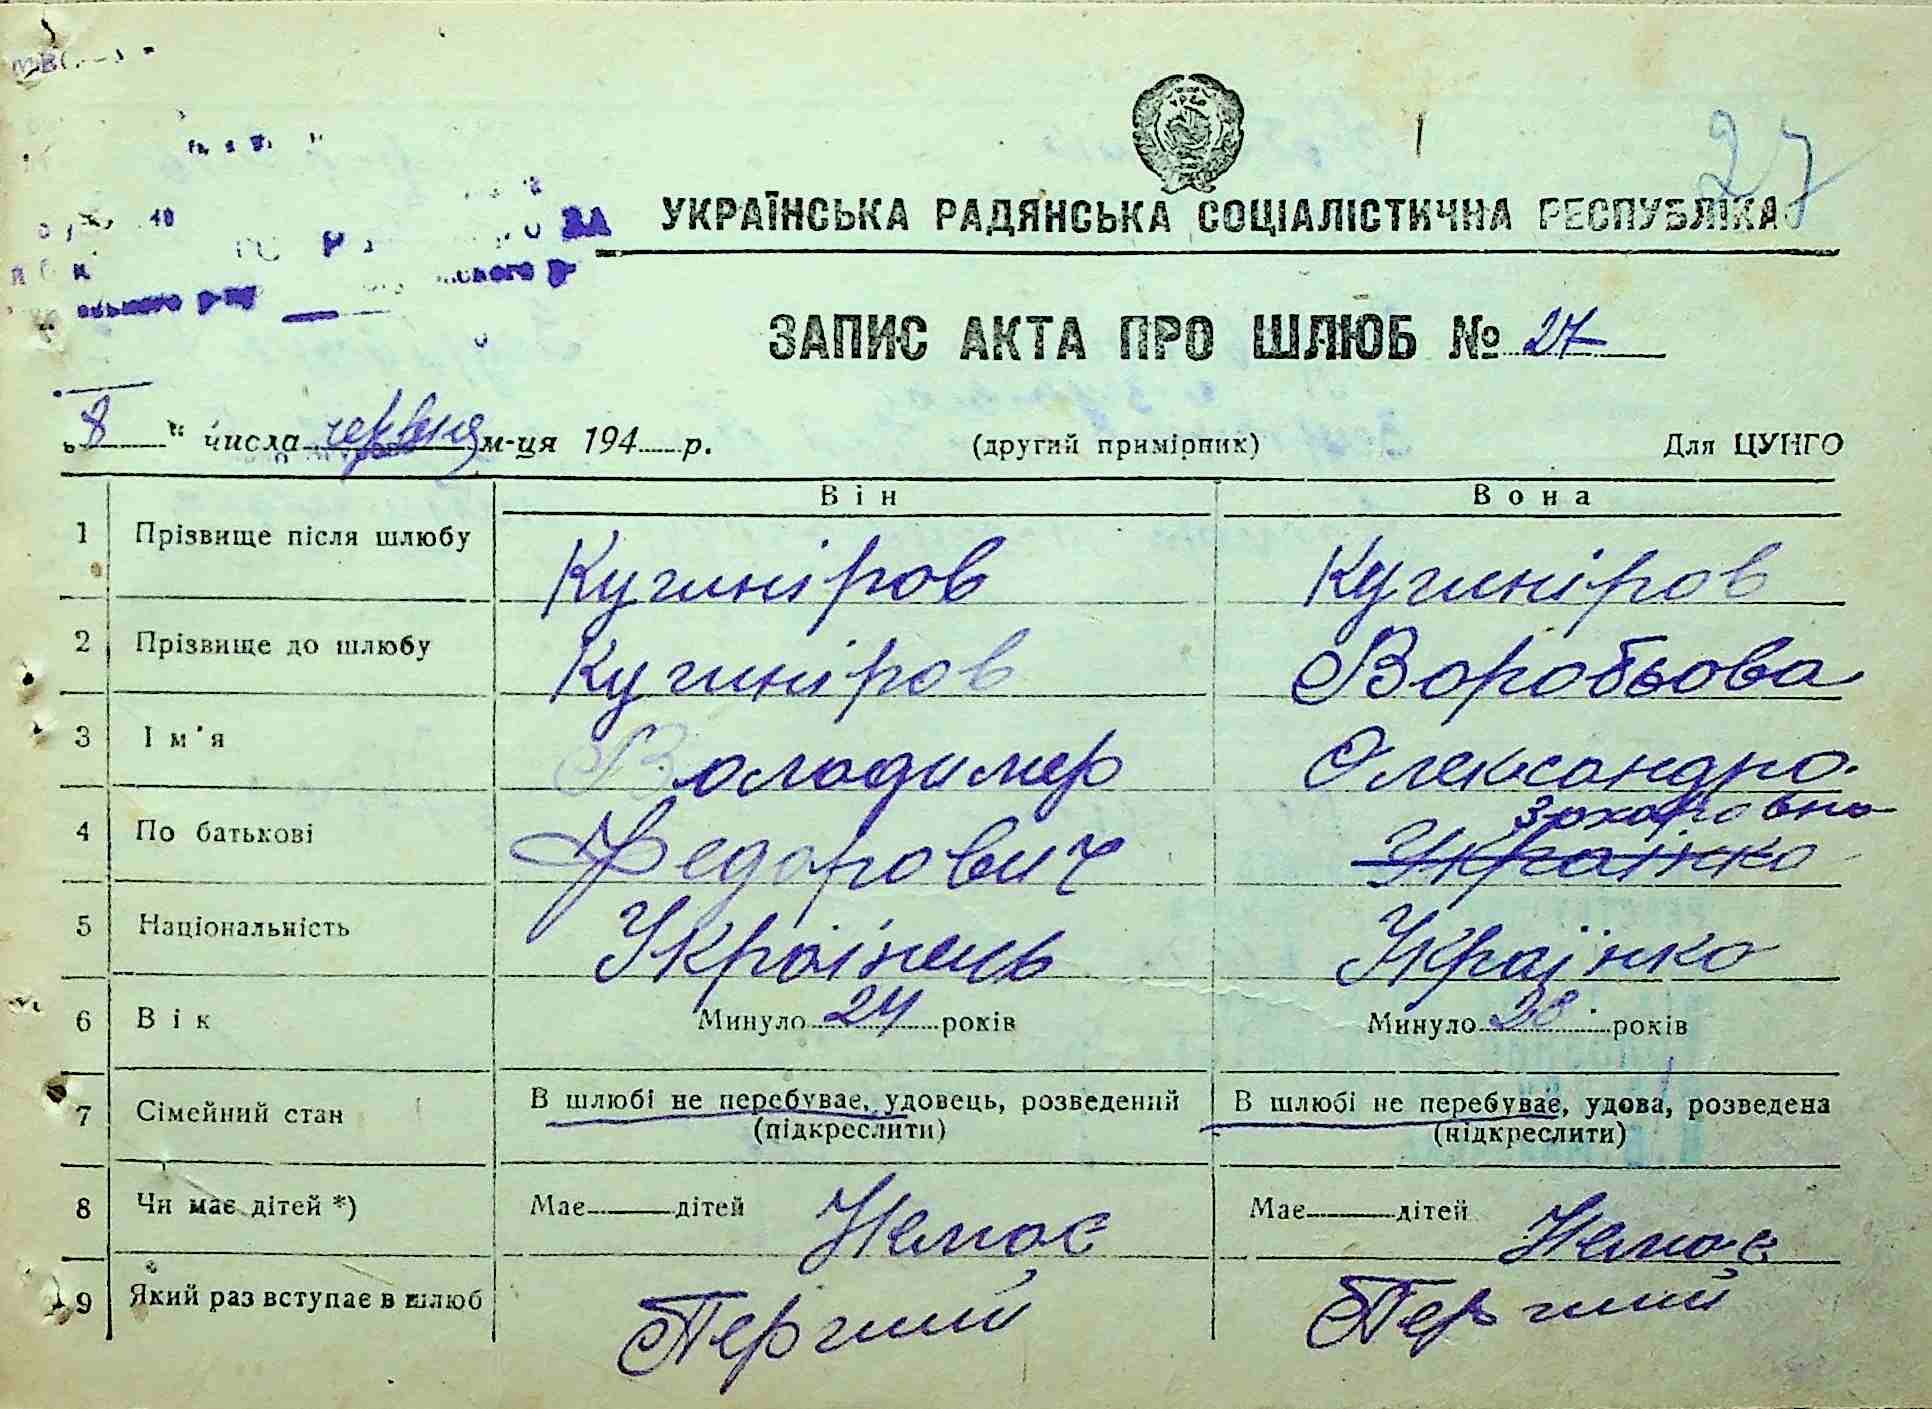 27
УКРАЇНСЬКА РАДЯНСЬКА СОЦІАЛІСТИЧНА РЕСПУБЛІКА
ЗАПИС АКТА ПРО ШЛЮБ № 27
„8" числа червня м-ця 194 р. (другий примірник) Для ЦУНГО
Він Вона
1 Прізвище після шлюбу Кушніров Кушніров
2 Прізвище до шлюбу Кушніров Воробьова
3 Ім'я Володимер Олександра
Захаровна
4 По батькові Федорович Українка
5 Національність Украінець Українка
6 Вік Минуло 24 років Минуло 23 років
7 Сімейний стан В шлюбі не перебуває, удовець, розведений В шлюбі не перебуває, удова, розведена
(підкреслити) (підкреслити)
8 Чи має дітей *) Має дітей Немає Має дітей Немає
9 Який раз вступає в шлюб Перший Перший